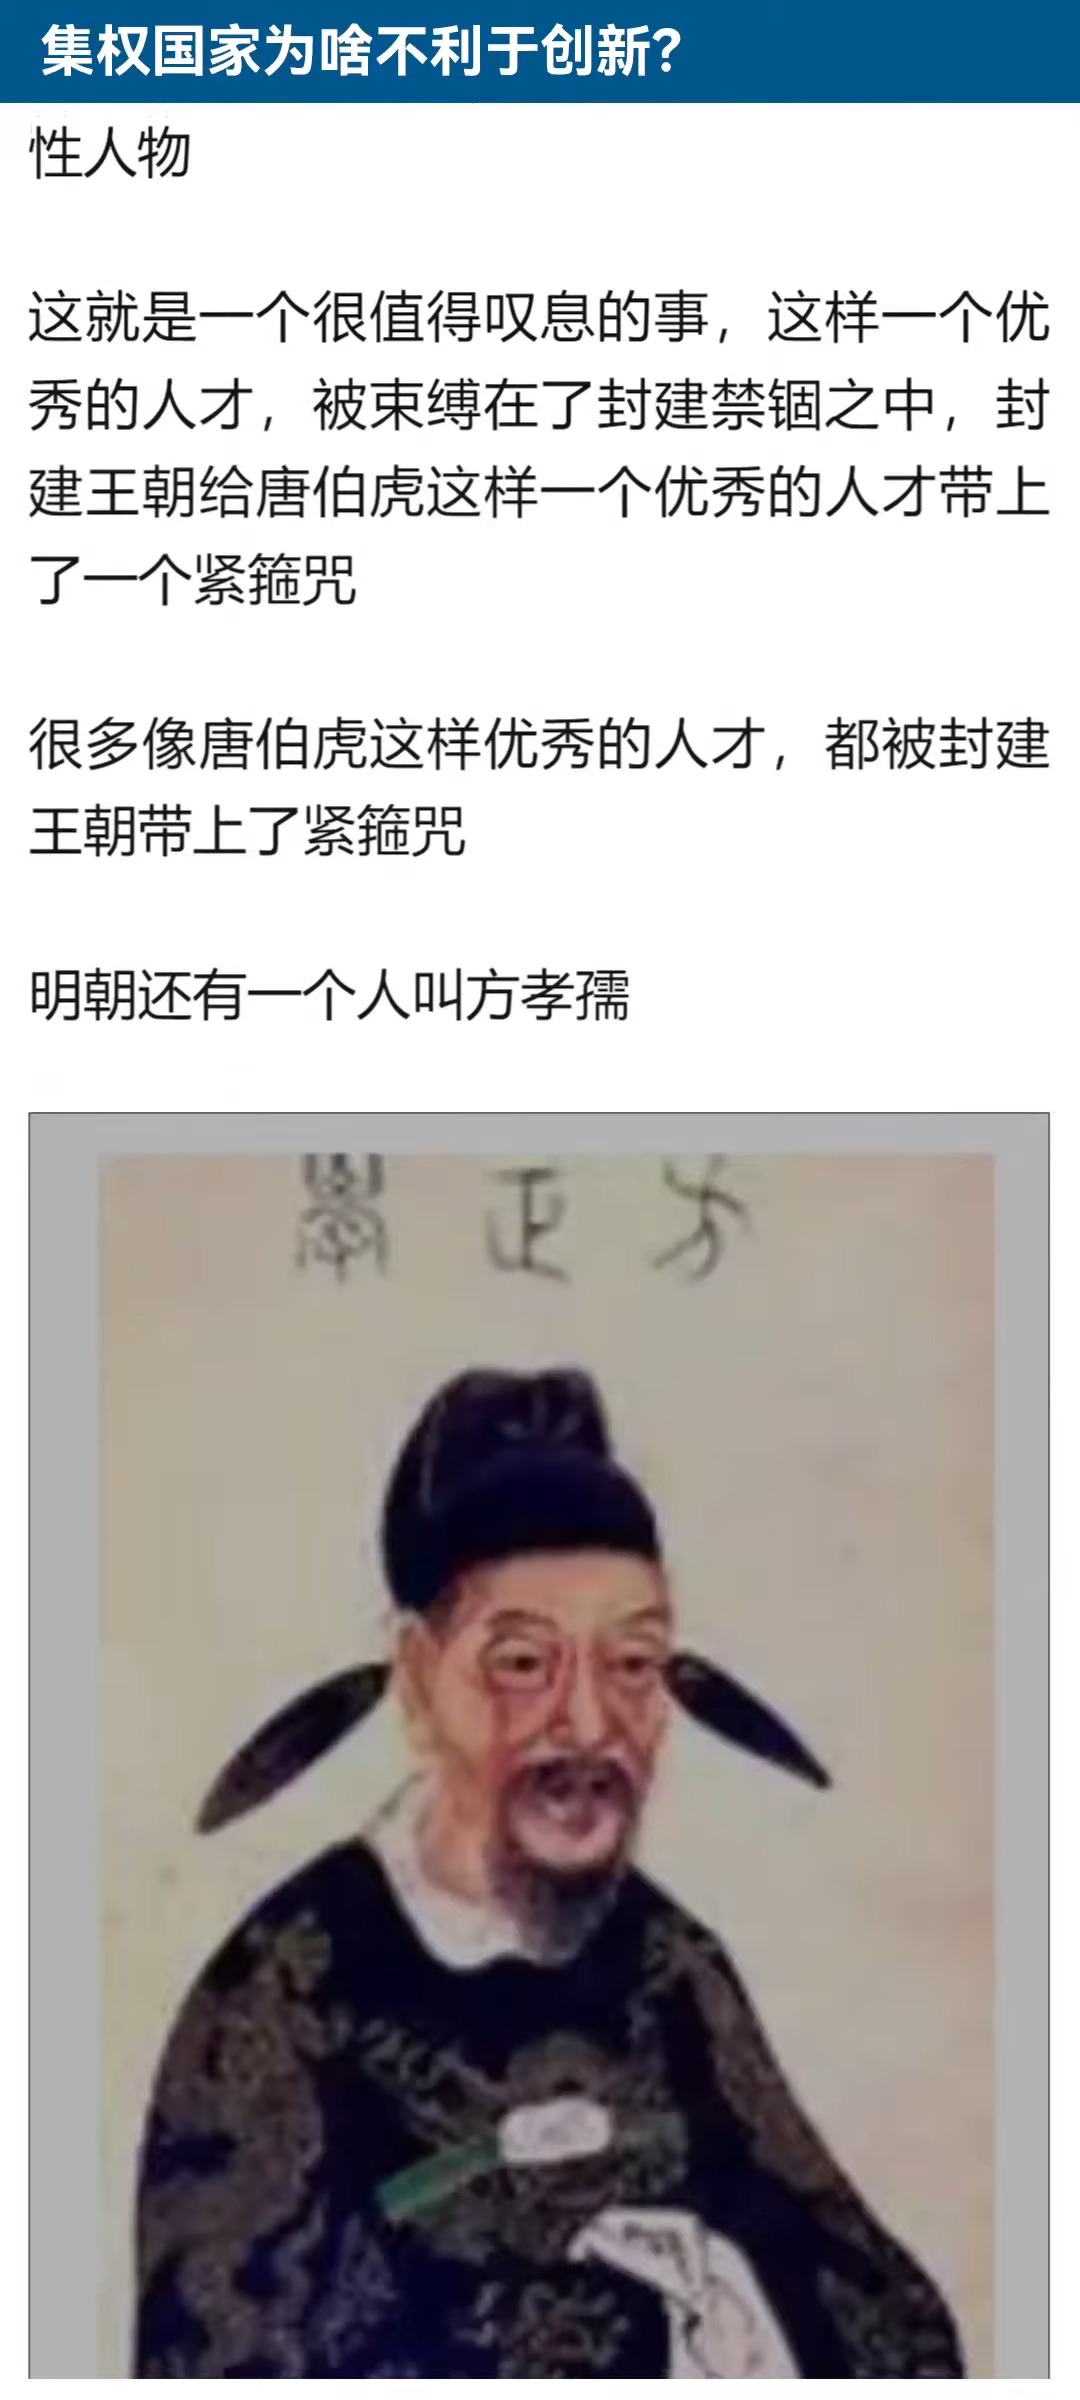 集权国家为啥不利于创新?
性人物
这就是一个很值得叹息的事，这样一个优
秀的人才，被束缚在了封建禁锢之中，封
建王朝给唐伯虎这样一个优秀的人才带上
了一个紧箍咒
很多像唐伯虎这样优秀的人才，都被封建
王朝带上了紧箍咒
明朝还有一个人叫方孝孺
方正學